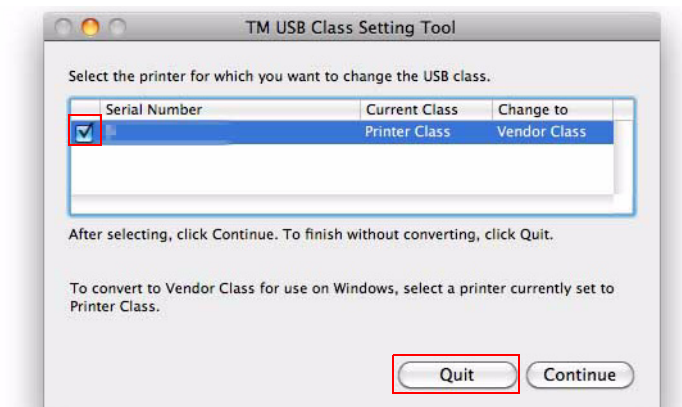 TM USB Class Setting Tool
Select the printer for which you want to change the USB class.
Serial Number Current Class Change to
Printer Class Vendor Class
After selecting, click Continue. To finish without converting, click Quit.
To convert to Vendor Class for use on Windows, select a printer currently set to
Printer Class.
Quit Continue